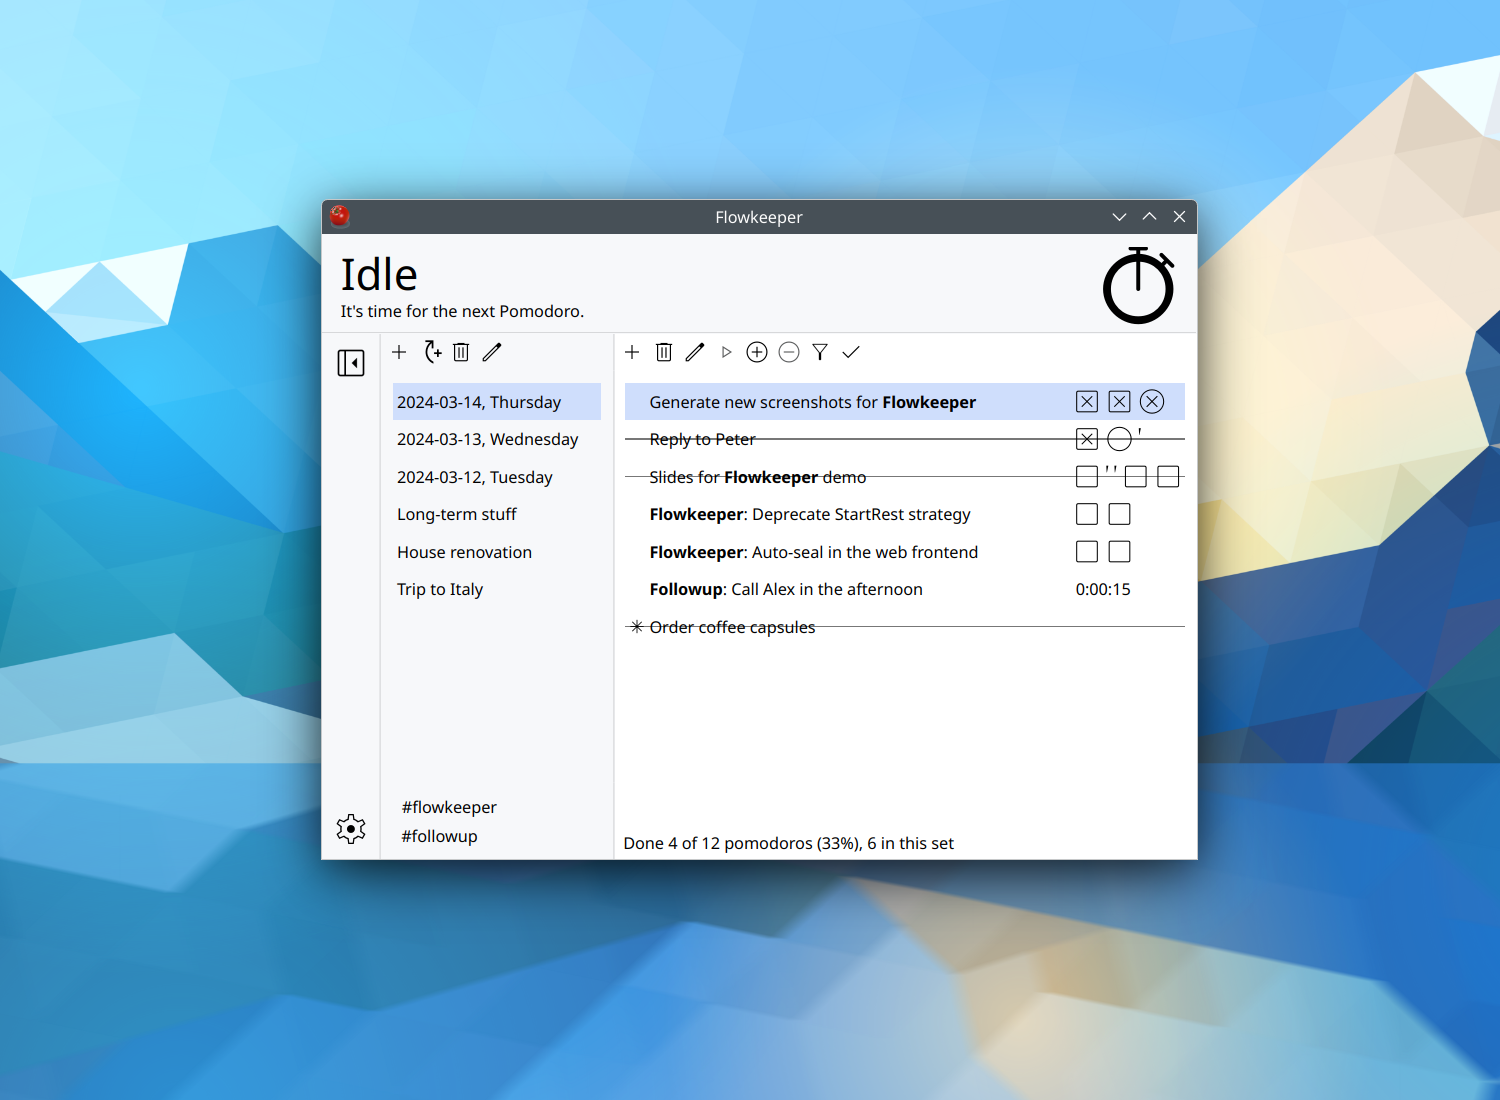 Flowkeeper
Idle
It's time for the next Pomodoro.
2024-03-14, Thursday
2024-03-13, Wednesday
2024-03-12, Tuesday
Long-term stuff
House renovation
Trip to Italy
#flowkeeper
#followup
Generate new screenshots for Flowkeeper
Reply to Peter
Slides for Flowkeeper demo
Flowkeeper: Deprecate StartRest strategy
Flowkeeper: Auto-seal in the web frontend
Followup: Call Alex in the afternoon 0:00:15
Order coffee capsules
Done 4 of 12 pomodoros (33%), 6 in this set